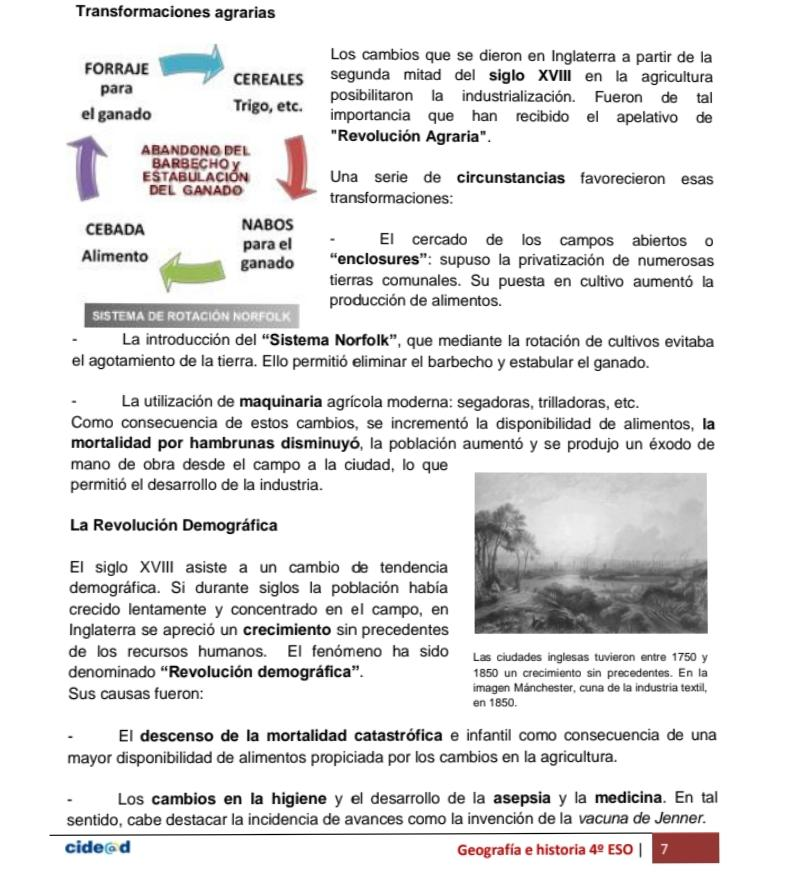 Transformaciones agrarias
FORRAJE
para
el ganado
CEREALES
Trigo, etc.
ABANDONO DEL
BARBECHO y
ESTABULACIÓN
DEL GANADO
CEBADA
Alimento
NABOS
para el
ganado
SISTEMA DE ROTACIÓN NORFOLK
Los cambios que se dieron en Inglaterra a partir de la
segunda mitad del siglo XVIII en la agricultura
posibilitaron la industrialización. Fueron de tal
importancia que han recibido el apelativo de
"Revolución Agraria".
Una serie de circunstancias favorecieron esas
transformaciones:
- El cercado de los campos abiertos o
“enclosures”: supuso la privatización de numerosas
tierras comunales. Su puesta en cultivo aumentó la
producción de alimentos.
- La introducción del “Sistema Norfolk”, que mediante la rotación de cultivos evitaba
el agotamiento de la tierra. Ello permitió eliminar el barbecho y estabular el ganado.
- La utilización de maquinaria agrícola moderna: segadoras, trilladoras, etc.
Como consecuencia de estos cambios, se incrementó la disponibilidad de alimentos, la
mortalidad por hambrunas disminuyó, la población aumentó y se produjo un éxodo de
mano de obra desde el campo a la ciudad, lo que
permitió el desarrollo de la industria.
La Revolución Demográfica
El siglo XVIII asiste a un cambio de tendencia
demográfica. Si durante siglos la población había
crecido lentamente y concentrado en el campo, en
Inglaterra se apreció un crecimiento sin precedentes
de los recursos humanos. El fenómeno ha sido
denominado “Revolución demográfica”.
Sus causas fueron:
Las ciudades inglesas tuvieron entre 1750 y
1850 un crecimiento sin precedentes. En la
imagen Mánchester, cuna de la industria textil,
en 1850.
- El descenso de la mortalidad catastrófica e infantil como consecuencia de una
mayor disponibilidad de alimentos propiciada por los cambios en la agricultura.
- Los cambios en la higiene y el desarrollo de la asepsia y la medicina. En tal
sentido, cabe destacar la incidencia de avances como la invención de la vacuna de Jenner.
cide@d
Geografía e historia 4º ESO | 7